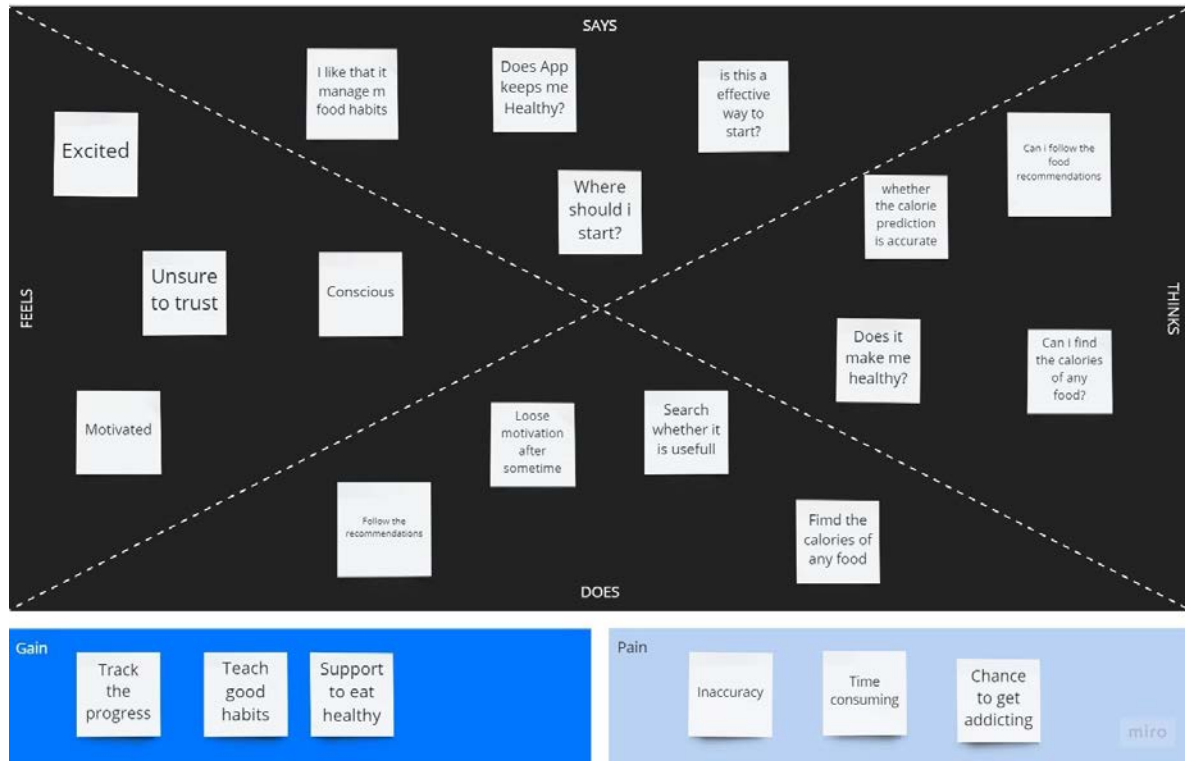 SAYS
I like that it
manage m
food habits
Does App
keeps me
Healthy?
is this a
effective
way to
start?
Where
should i
start?
FEELS
Excited
Unsure
to trust
Conscious
Motivated
THINKS
Can i follow the
food
recommendations
whether
the calorie
prediction
is accurate
Does it
make me
healthy?
Can i find
the calories
of any
food?
DOES
Loose
motivation
after
sometime
Search
whether it
is usefull
Follow the
recommendations
Fimd the
calories of
any food
Gain
Track
the
progress
Teach
good
habits
Support
to eat
healthy
Pain
Inaccuracy
Time
consuming
Chance
to get
addicting
miro